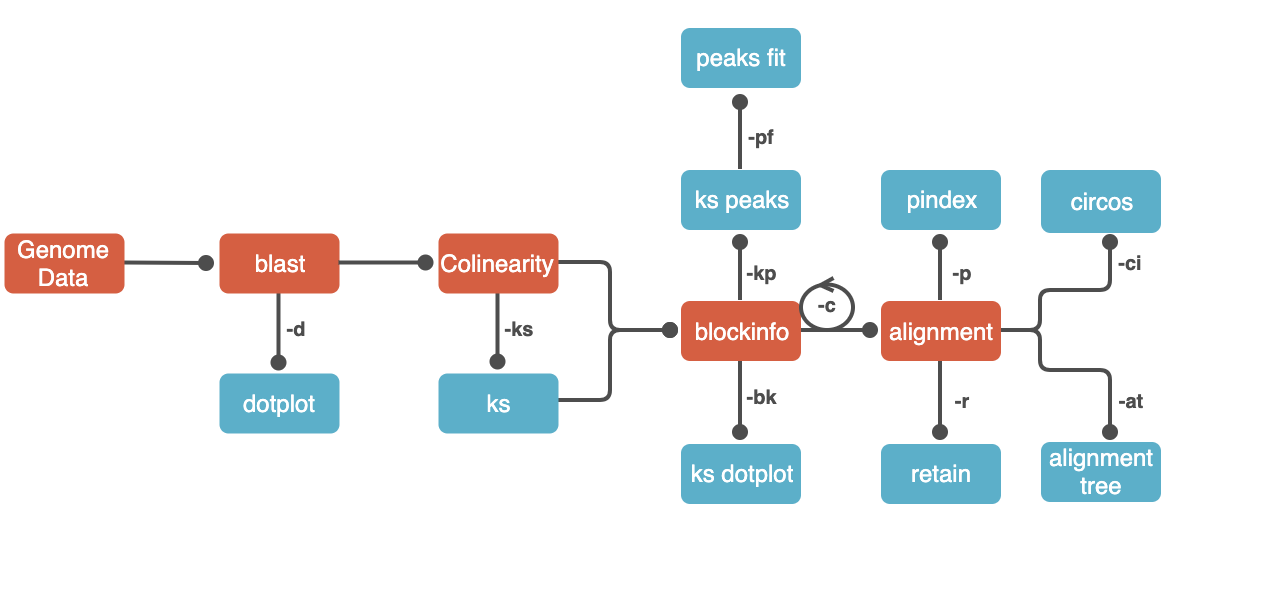 peaks fit
-pf
ks peaks
pindex
circos
Genome
Data
blast
Colinearity
-kp
-p
-ci
-c
-d
-ks
blockinfo
alignment
dotplot
ks
-bk
-r
-at
ks dotplot
retain
alignment
tree